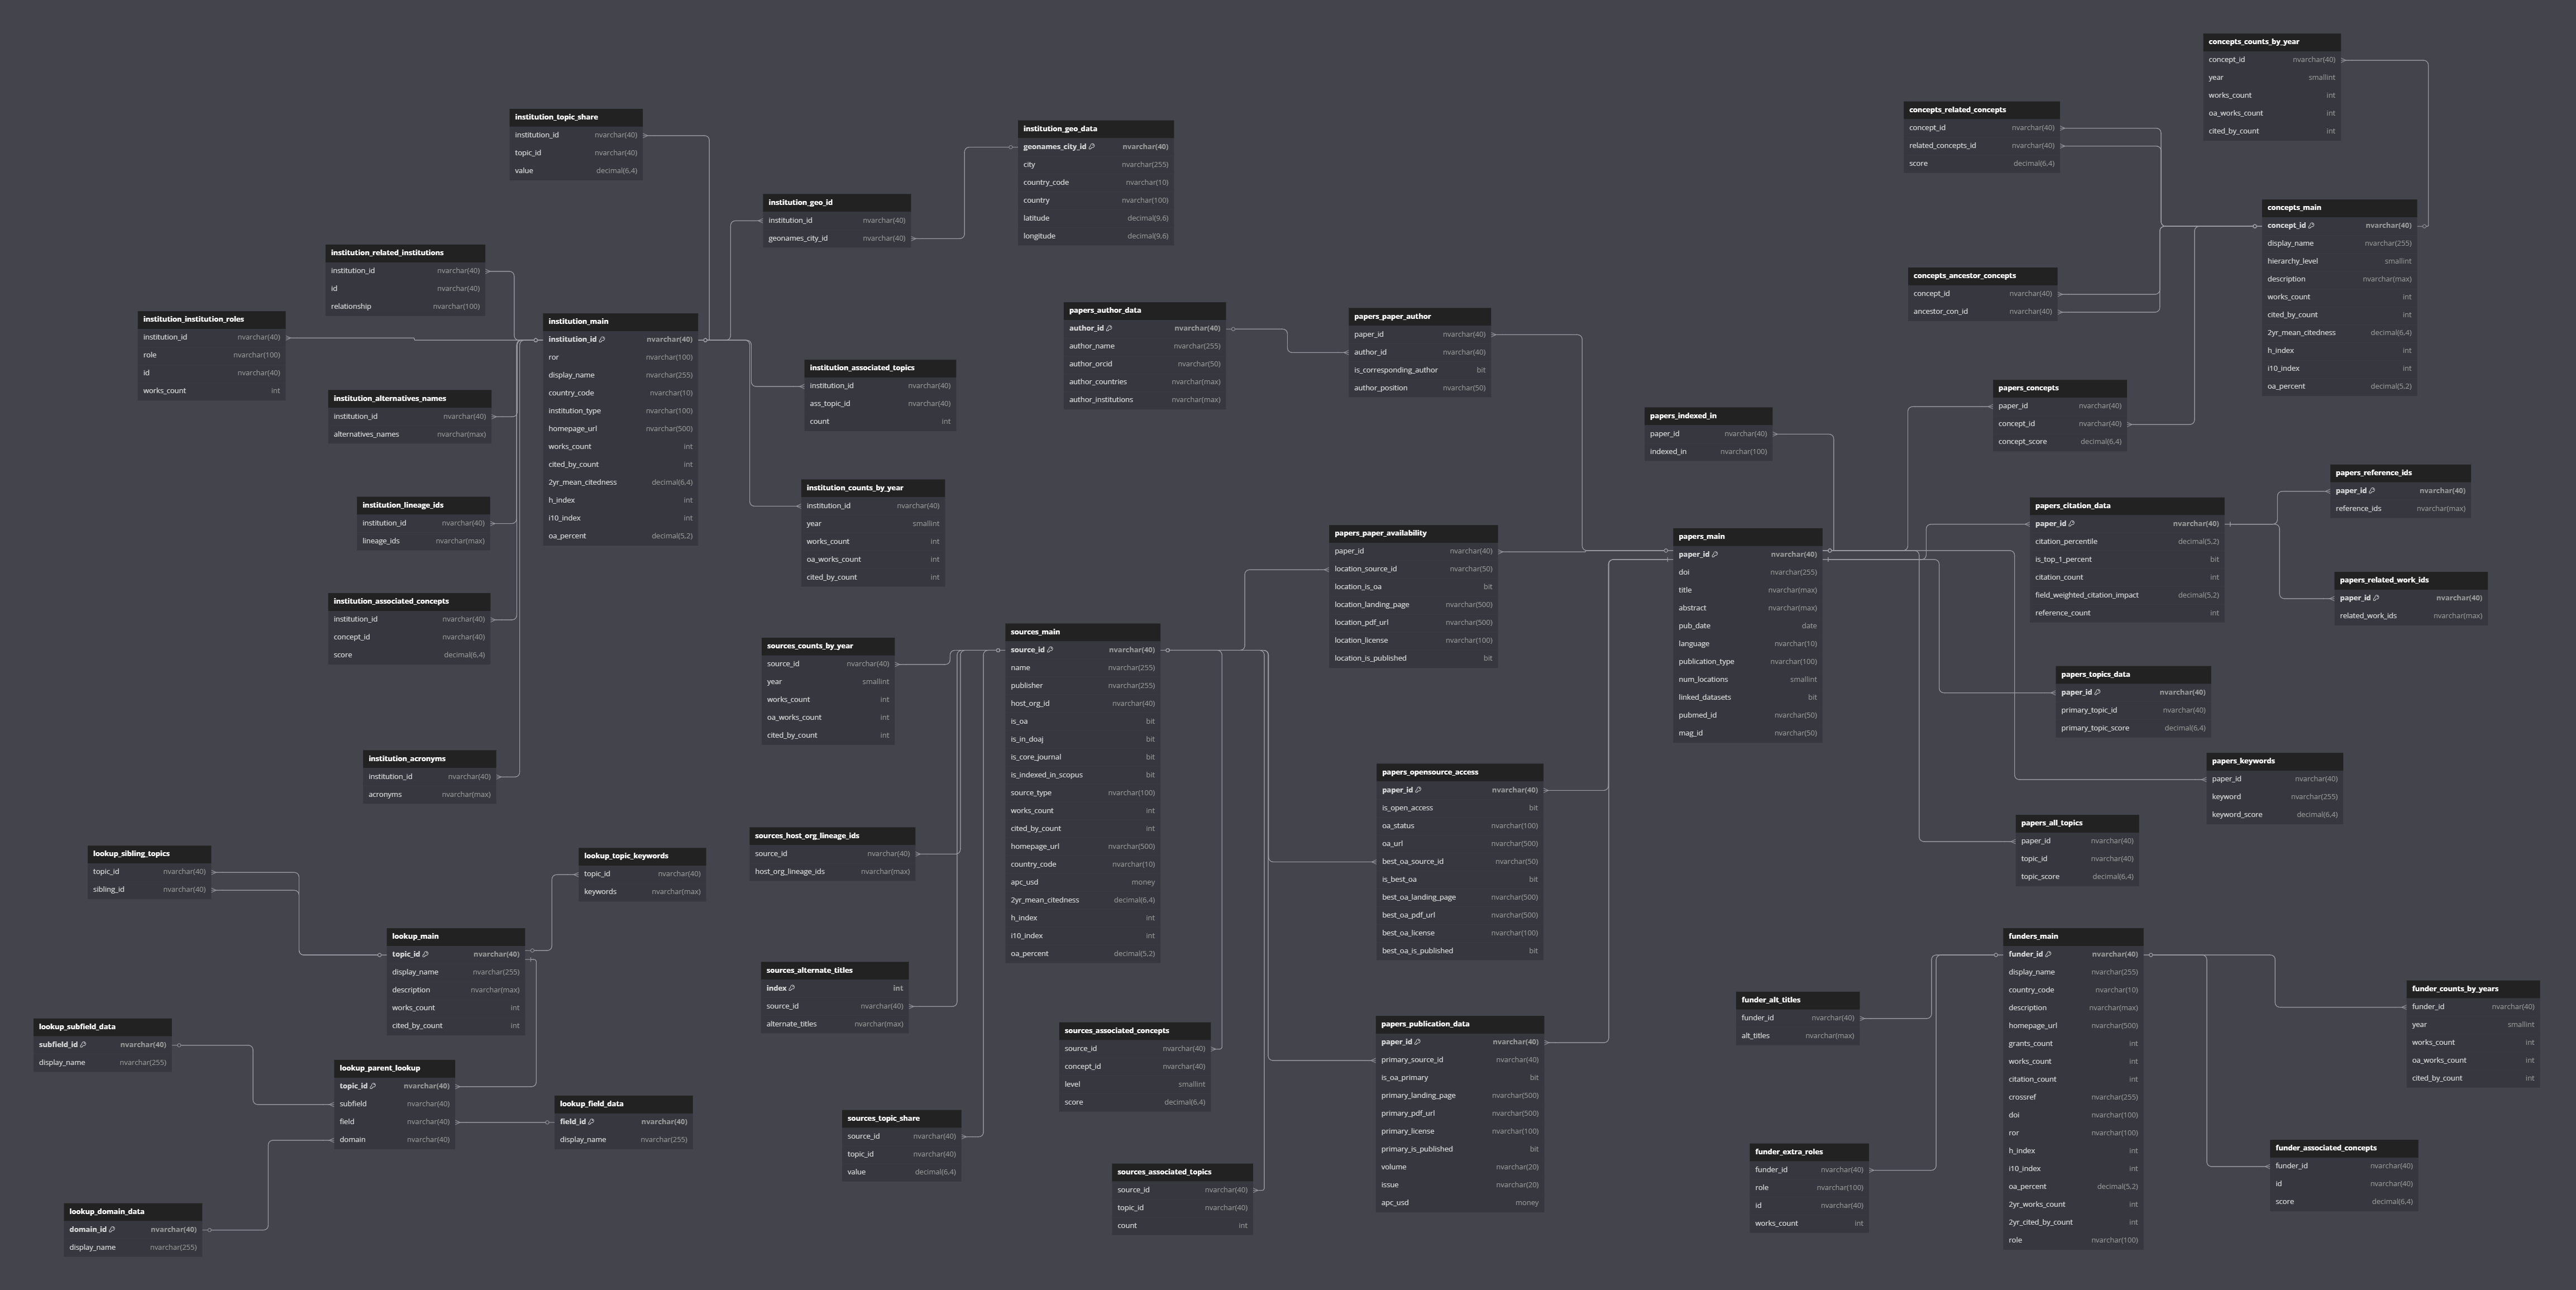 concepts_counts_by_year
concept_id nvarchar(40)
year smallint
works_count int
oa_works_count int
cited_by_count int
concepts_related_concepts
concept_id nvarchar(40)
related_concepts_id nvarchar(40)
score decimal(6,4)
institution_topic_share
institution_id nvarchar(40)
topic_id nvarchar(40)
value decimal(6,4)
institution_geo_data
geonames_city_id nvarchar(40)
city nvarchar(255)
country_code nvarchar(10)
country nvarchar(100)
latitude decimal(9,6)
longitude decimal(9,6)
institution_geo_id
institution_id nvarchar(40)
geonames_city_id nvarchar(40)
concepts_main
concept_id nvarchar(40)
display_name nvarchar(255)
hierarchy_level smallint
description nvarchar(max)
works_count int
cited_by_count int
2yr_mean_citedness decimal(6,4)
h_index int
i10_index int
oa_percent decimal(5,2)
institution_related_institutions
institution_id nvarchar(40)
id nvarchar(40)
relationship nvarchar(100)
concepts_ancestor_concepts
concept_id nvarchar(40)
ancestor_con_id nvarchar(40)
institution_institution_roles
institution_id nvarchar(40)
role nvarchar(100)
id nvarchar(40)
works_count int
institution_main
institution_id nvarchar(40)
ror nvarchar(100)
display_name nvarchar(255)
country_code nvarchar(10)
institution_type nvarchar(100)
homepage_url nvarchar(500)
works_count int
cited_by_count int
2yr_mean_citedness decimal(6,4)
h_index int
i10_index int
oa_percent decimal(5,2)
papers_author_data
author_id nvarchar(40)
author_name nvarchar(255)
author_orcid nvarchar(50)
author_countries nvarchar(max)
author_institutions nvarchar(max)
papers_paper_author
paper_id nvarchar(40)
author_id nvarchar(40)
is_corresponding_author bit
author_position nvarchar(50)
institution_associated_topics
institution_id nvarchar(40)
ass_topic_id nvarchar(40)
count int
papers_concepts
paper_id nvarchar(40)
concept_id nvarchar(40)
concept_score decimal(6,4)
institution_alternatives_names
institution_id nvarchar(40)
alternatives_names nvarchar(max)
papers_indexed_in
paper_id nvarchar(40)
indexed_in nvarchar(100)
papers_reference_ids
paper_id nvarchar(40)
reference_ids nvarchar(max)
institution_counts_by_year
institution_id nvarchar(40)
year smallint
works_count int
oa_works_count int
cited_by_count int
institution_lineage_ids
institution_id nvarchar(40)
lineage_ids nvarchar(max)
papers_citation_data
paper_id nvarchar(40)
citation_percentile decimal(5,2)
is_top_1_percent bit
citation_count int
field_weighted_citation_impact decimal(5,2)
reference_count int
papers_paper_availability
paper_id nvarchar(40)
location_source_id nvarchar(50)
location_is_oa bit
location_landing_page nvarchar(500)
location_pdf_url nvarchar(500)
location_license nvarchar(100)
location_is_published bit
papers_main
paper_id nvarchar(40)
doi nvarchar(255)
title nvarchar(max)
abstract nvarchar(max)
pub_date date
language nvarchar(10)
publication_type nvarchar(100)
num_locations smallint
linked_datasets bit
pubmed_id nvarchar(50)
mag_id nvarchar(50)
papers_related_work_ids
paper_id nvarchar(40)
related_work_ids nvarchar(max)
institution_associated_concepts
institution_id nvarchar(40)
concept_id nvarchar(40)
score decimal(6,4)
sources_main
source_id nvarchar(40)
name nvarchar(255)
publisher nvarchar(255)
host_org_id nvarchar(40)
is_oa bit
is_in_doaj bit
is_core_journal bit
is_indexed_in_scopus bit
source_type nvarchar(100)
works_count int
cited_by_count int
homepage_url nvarchar(500)
country_code nvarchar(10)
apc_usd money
2yr_mean_citedness decimal(6,4)
h_index int
i10_index int
oa_percent decimal(5,2)
sources_counts_by_year
source_id nvarchar(40)
year smallint
works_count int
oa_works_count int
cited_by_count int
papers_topics_data
paper_id nvarchar(40)
primary_topic_id nvarchar(40)
primary_topic_score decimal(6,4)
institution_acronyms
institution_id nvarchar(40)
acronyms nvarchar(max)
papers_keywords
paper_id nvarchar(40)
keyword nvarchar(255)
keyword_score decimal(6,4)
papers_opensource_access
paper_id nvarchar(40)
is_open_access bit
oa_status nvarchar(100)
oa_url nvarchar(500)
best_oa_source_id nvarchar(50)
is_best_oa bit
best_oa_landing_page nvarchar(500)
best_oa_pdf_url nvarchar(500)
best_oa_license nvarchar(100)
best_oa_is_published bit
papers_all_topics
paper_id nvarchar(40)
topic_id nvarchar(40)
topic_score decimal(6,4)
sources_host_org_lineage_ids
source_id nvarchar(40)
host_org_lineage_ids nvarchar(max)
lookup_sibling_topics
topic_id nvarchar(40)
sibling_id nvarchar(40)
lookup_topic_keywords
topic_id nvarchar(40)
keywords nvarchar(max)
lookup_main
topic_id nvarchar(40)
display_name nvarchar(255)
description nvarchar(max)
works_count int
cited_by_count int
funders_main
funder_id nvarchar(40)
display_name nvarchar(255)
country_code nvarchar(10)
description nvarchar(max)
homepage_url nvarchar(500)
grants_count int
works_count int
citation_count int
crossref nvarchar(255)
doi nvarchar(100)
ror nvarchar(100)
h_index int
i10_index int
oa_percent decimal(5,2)
2yr_works_count int
2yr_cited_by_count int
role nvarchar(100)
sources_alternate_titles
index int
source_id nvarchar(40)
alternate_titles nvarchar(max)
funder_counts_by_years
funder_id nvarchar(40)
year smallint
works_count int
oa_works_count int
cited_by_count int
funder_alt_titles
funder_id nvarchar(40)
alt_titles nvarchar(max)
lookup_subfield_data
subfield_id nvarchar(40)
display_name nvarchar(255)
sources_associated_concepts
source_id nvarchar(40)
concept_id nvarchar(40)
level smallint
score decimal(6,4)
papers_publication_data
paper_id nvarchar(40)
primary_source_id nvarchar(40)
is_oa_primary bit
primary_landing_page nvarchar(500)
primary_pdf_url nvarchar(500)
primary_license nvarchar(100)
primary_is_published bit
volume nvarchar(20)
issue nvarchar(20)
apc_usd money
lookup_parent_lookup
topic_id nvarchar(40)
subfield nvarchar(40)
field nvarchar(40)
domain nvarchar(40)
lookup_field_data
field_id nvarchar(40)
display_name nvarchar(255)
sources_topic_share
source_id nvarchar(40)
topic_id nvarchar(40)
value decimal(6,4)
funder_extra_roles
funder_id nvarchar(40)
role nvarchar(100)
id nvarchar(40)
works_count int
funder_associated_concepts
funder_id nvarchar(40)
id nvarchar(40)
score decimal(6,4)
sources_associated_topics
source_id nvarchar(40)
topic_id nvarchar(40)
count int
lookup_domain_data
domain_id nvarchar(40)
display_name nvarchar(255)